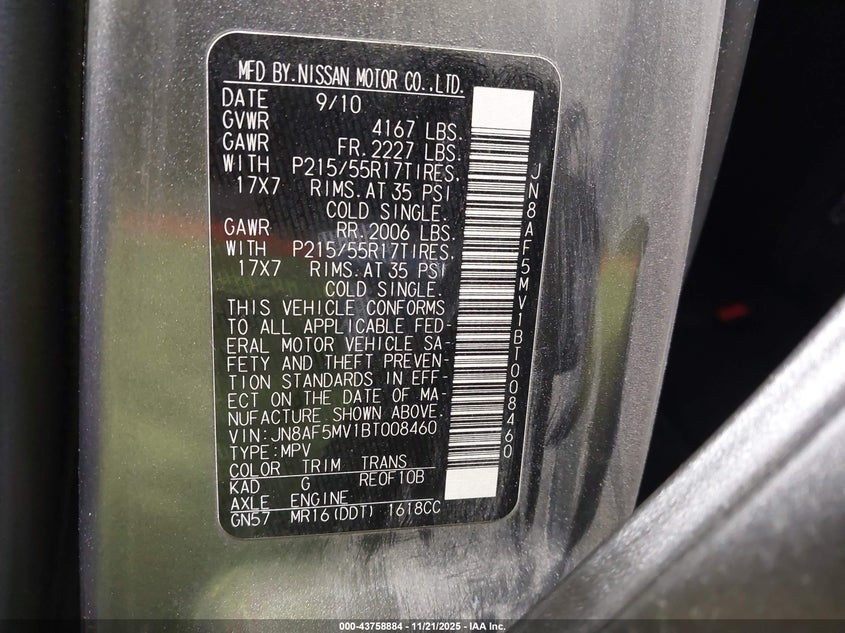 MFD BY.NISSAN MOTOR CO.,LTD.
DATE 9/10
GVWR 4167 LBS.
GAWR FR. 2227 LBS.
WITH P215/55R17TIRES.
17X7 RIMS. AT 35 PSI
COLD SINGLE.
GAWR RR. 2006 LBS.
WITH P215/55R17TIRES.
17X7 RIMS. AT 35 PSI
COLD SINGLE.
THIS VEHICLE CONFORMS
TO ALL APPLICABLE FED-
ERAL MOTOR VEHICLE SA-
FETY AND THEFT PREVEN-
TION STANDARDS IN EFF-
ECT ON THE DATE OF MA-
NUFACTURE SHOWN ABOVE.
VIN:JN8AF5MV1BT008460
TYPE:MPV
COLOR TRIM TRANS
KAD G RE0F10B
AXLE ENGINE
GN57 MR16(DDT) 1618CC
JN8AF5MV1BT008460
000-43758884 - 11/21/2025 - IAA Inc.